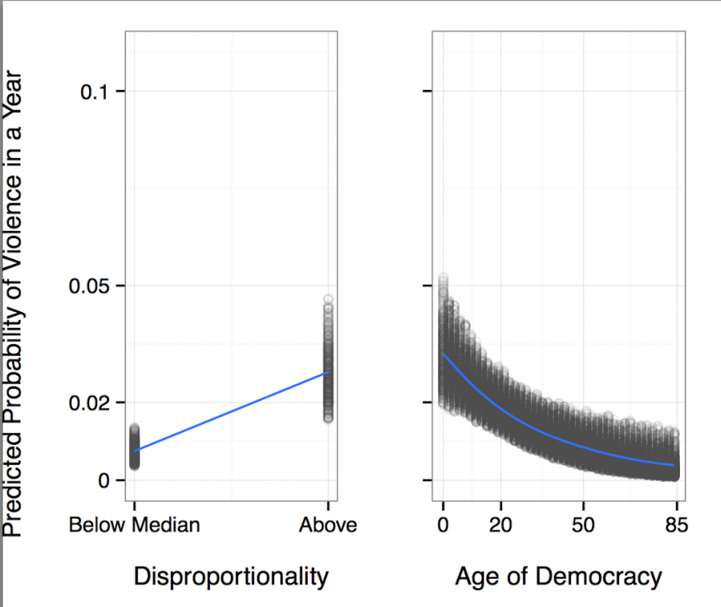 Predicted Probability of Violence in a Year
0.1
0.05
0.02
0
Below Median
Above
Disproportionality
0
20
50
85
Age of Democracy